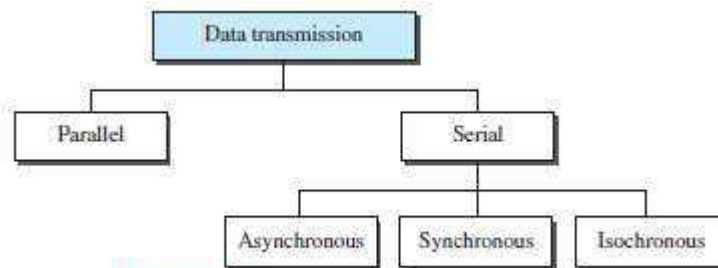 Data transmission
Parallel
Serial
Asynchronous
Synchronous
Isochronous